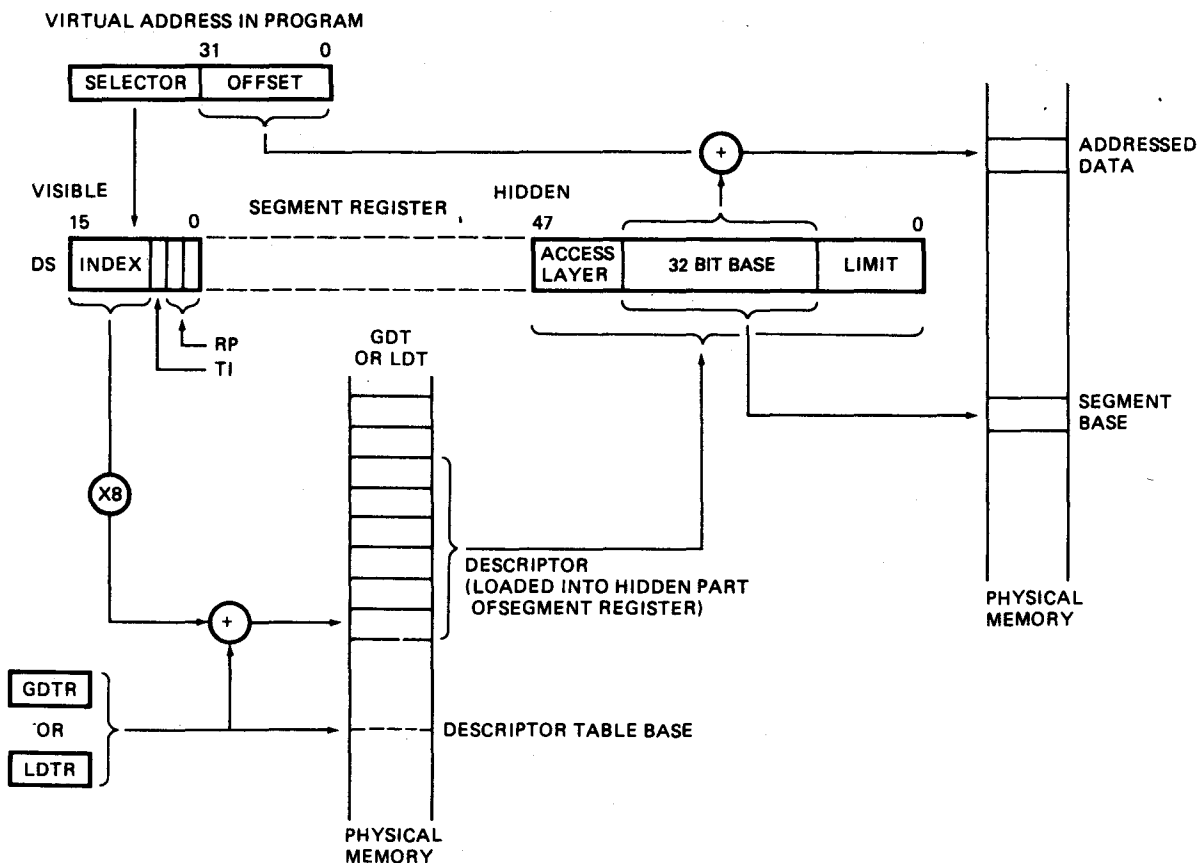 VIRTUAL ADDRESS IN PROGRAM
31 0
SELECTOR OFFSET
ADDRESSED
DATA
VISIBLE
HIDDEN
SEGMENT REGISTER
15 0
47 0
DS
INDEX
ACCESS
LAYER
32 BIT BASE
LIMIT
+
RP
TI
GDT
OR LDT
SEGMENT
BASE
X8
DESCRIPTOR
(LOADED INTO HIDDEN PART
OFSEGMENT REGISTER)
PHYSICAL
MEMORY
+
GDTR
OR
LDTR
DESCRIPTOR TABLE BASE
PHYSICAL
MEMORY